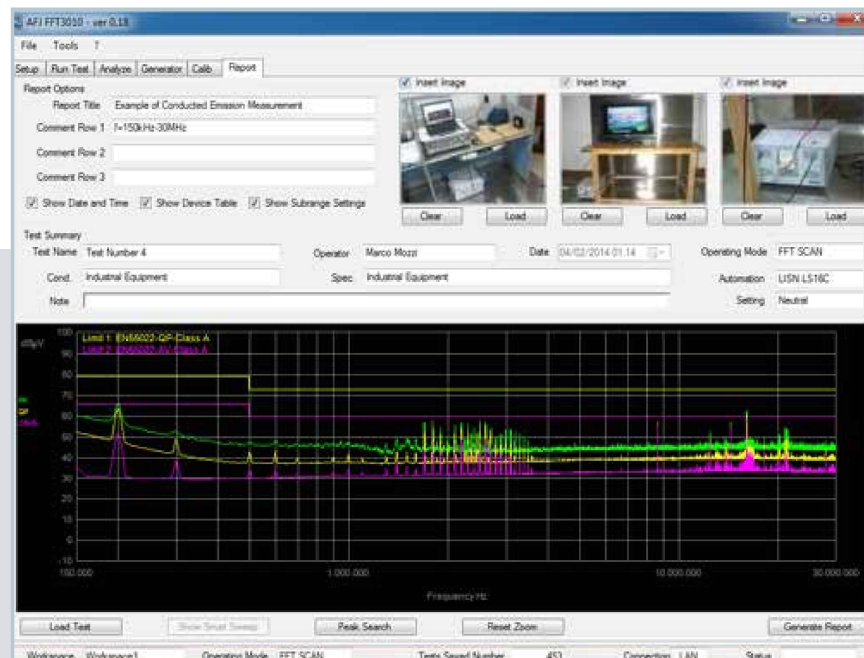 AFJ FFT3010 - ver 0.18
File Tools ?
Setup Run Test Analyze Generator Calib Report
Report Options
Report Title Example of Conducted Emission Measurement
Comment Row 1 f=150kHz-30MHz
Comment Row 2
Comment Row 3
Show Date and Time Show Device Table Show Subrange Settings
Insert Image Insert Image Insert Image
Clear Load Clear Load Clear Load
Test Summary
Test Name Test Number 4 Operator Marco Mozzi Date 04/02/2014 01.14 Operating Mode FFT SCAN
Cond. Industrial Equipment Spec Industrial Equipment Automation LISN LS16C
Note Setting Neutral
dBµV
Limit 1: EN55022-QP-Class A
Limit 2: EN55022-AV-Class A
100
90
80
70
60
50
40
30
20
10
0
-10
QP
150.000 1.000.000 10.000.000 30.000.000
Frequency Hz
Load Test Show Smart Sweep Peak Search Reset Zoom Generate Report
Workspace Workspace1 Operating Mode FFT SCAN Tests Saved Number 453 Connection LAN Status